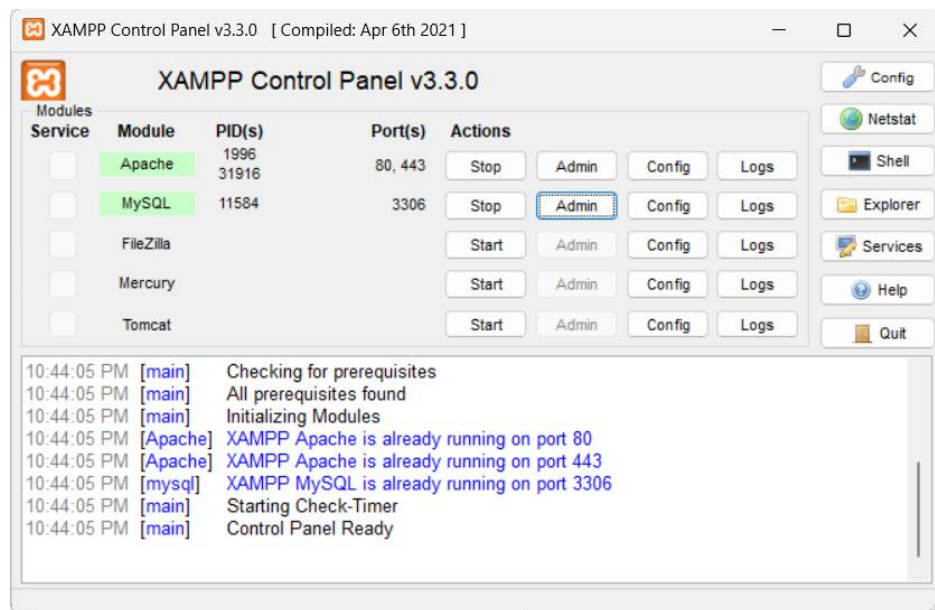 XAMPP Control Panel v3.3.0 [ Compiled: Apr 6th 2021 ]
XAMPP Control Panel v3.3.0
Config
Modules
Netstat
Service Module PID(s) Port(s) Actions
Apache 1996 31916 80, 443 Stop Admin Config Logs
Shell
MySQL 11584 3306 Stop Admin Config Logs
Explorer
FileZilla Start Admin Config Logs
Services
Mercury Start Admin Config Logs
Help
Tomcat Start Admin Config Logs
Quit
10:44:05 PM [main] Checking for prerequisites
10:44:05 PM [main] All prerequisites found
10:44:05 PM [main] Initializing Modules
10:44:05 PM [Apache] XAMPP Apache is already running on port 80
10:44:05 PM [Apache] XAMPP Apache is already running on port 443
10:44:05 PM [mysql] XAMPP MySQL is already running on port 3306
10:44:05 PM [main] Starting Check-Timer
10:44:05 PM [main] Control Panel Ready